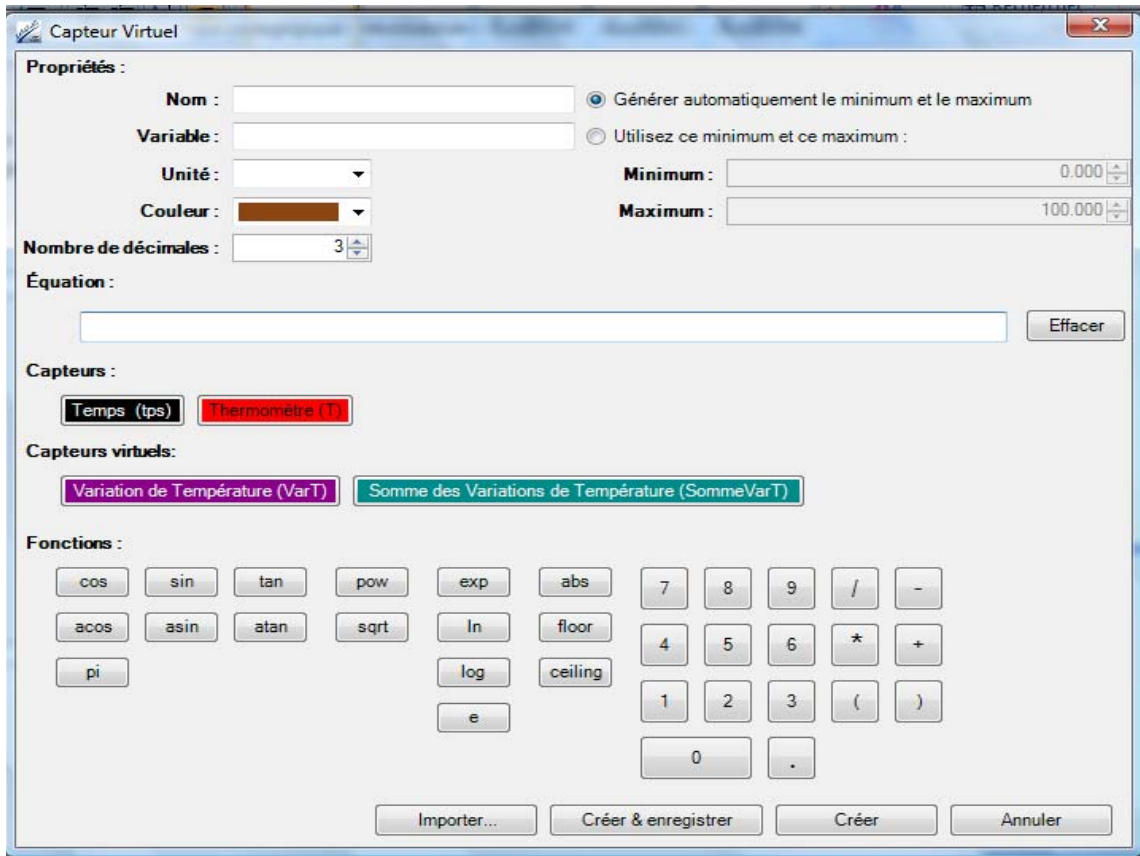 Capteur Virtuel
Propriétés :
Nom :
Générer automatiquement le minimum et le maximum
Variable :
Utilisez ce minimum et ce maximum :
Unité :
Minimum : 0.000
Couleur :
Maximum : 100.000
Nombre de décimales : 3
Équation :
Effacer
Capteurs :
Temps (tps) Thermomètre (T)
Capteurs virtuels:
Variation de Température (VarT) Somme des Variations de Température (SommeVarT)
Fonctions :
cos sin tan pow exp abs 7 8 9 / -
acos asin atan sqrt ln floor 4 5 6 * +
pi log ceiling 1 2 3 ( )
e 0 .
Importer... Créer & enregistrer Créer Annuler